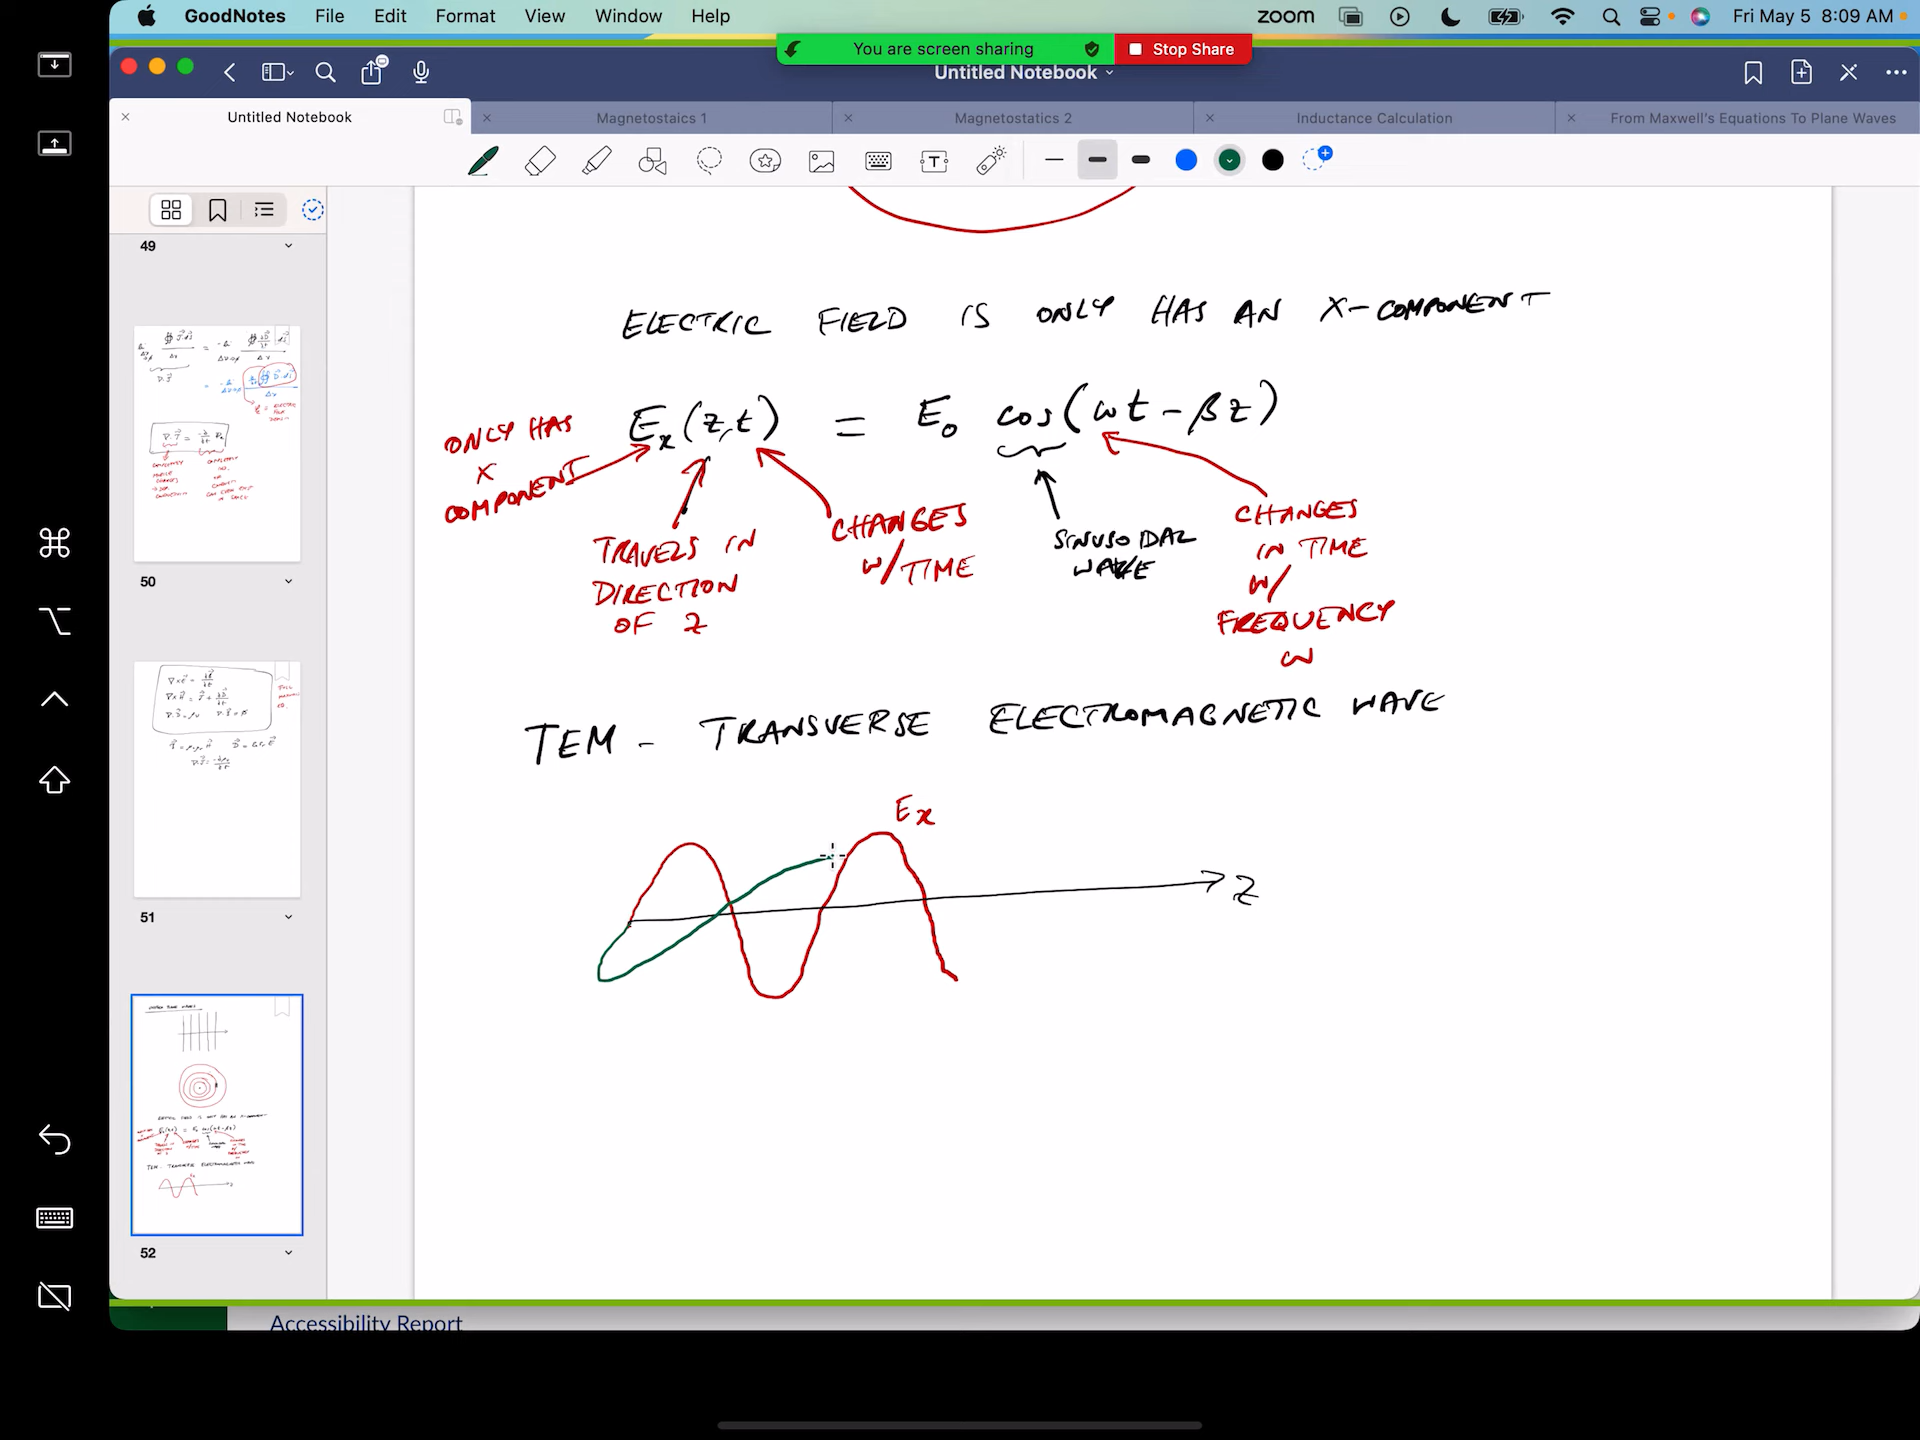 GoodNotes File Edit Format View Window Help
zoom Fri May 5 8:09 AM
You are screen sharing Stop Share
Untitled Notebook
Untitled Notebook Magnetostaics 1 Magnetostatics 2 Inductance Calculation From Maxwell's Equations To Plane Waves
49
50
51
52
ELECTRIC FIELD IS ONLY HAS AN X-COMPONENT
Eₓ(z,t) = E₀ cos(ωt - βz)
ONLY HAS
X
COMPONENT
TRAVELS IN
DIRECTION
OF Z
CHANGES
W/TIME
SINUSODAL
WAVE
CHANGES
IN TIME
W/
FREQUENCY
ω
TEM - TRANSVERSE ELECTROMAGNETIC WAVE
Eₓ
Z
Accessibility Report